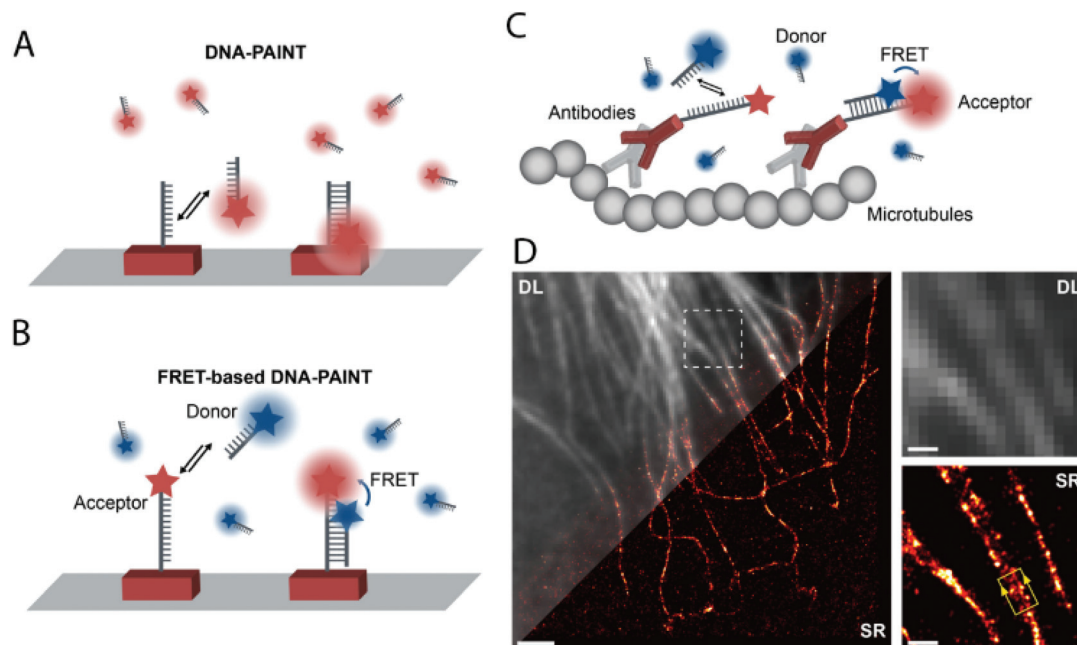 A
DNA-PAINT
B
FRET-based DNA-PAINT
Donor
Acceptor
FRET
C
Donor
FRET
Antibodies
Acceptor
Microtubules
D
DL
SR
DL
SR